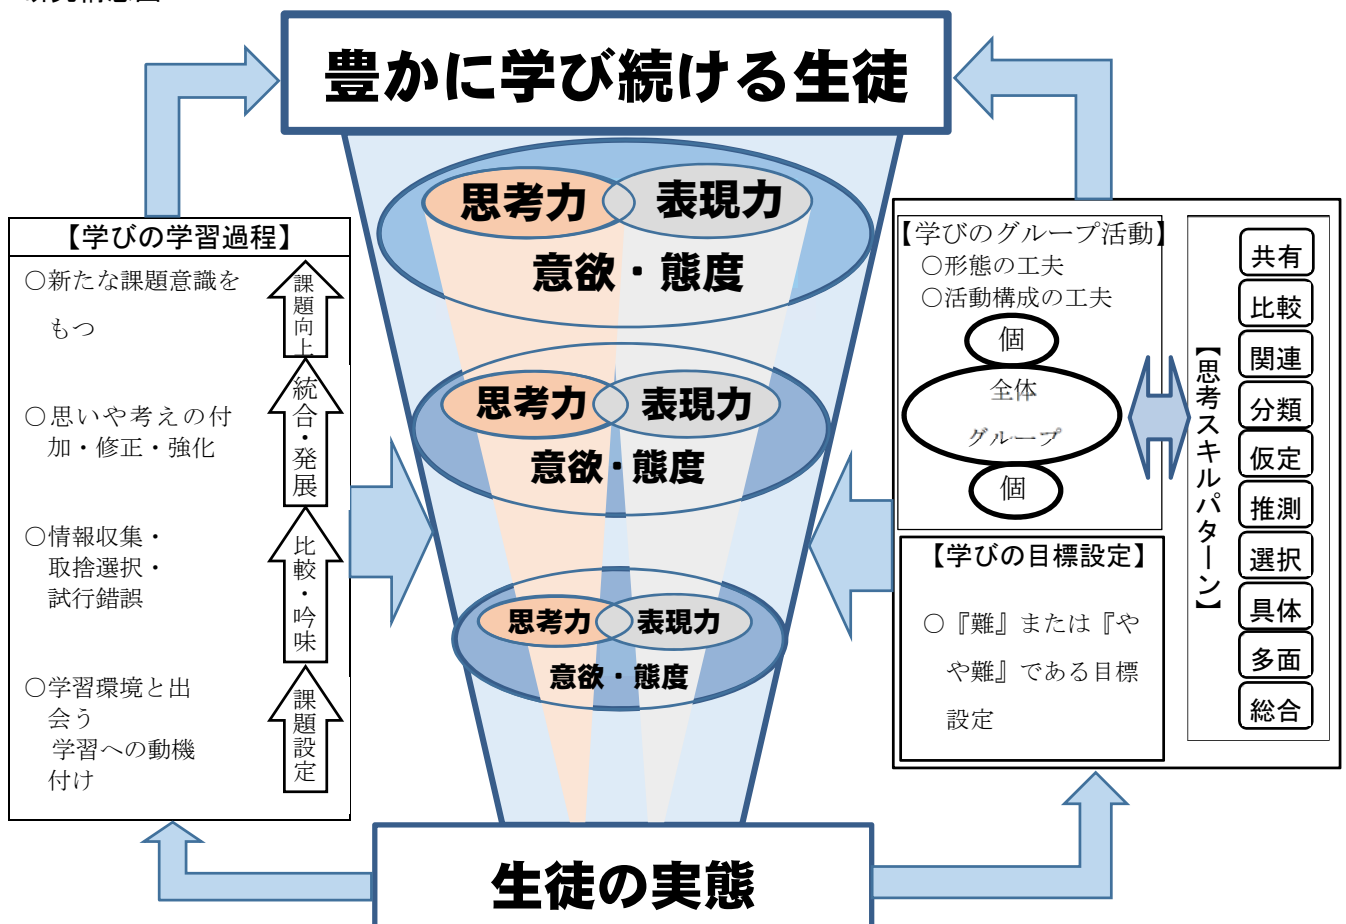 豊かに学び続ける生徒
思考力 表現力
意欲・態度
思考力 表現力
意欲・態度
思考力 表現力
意欲・態度
【学びの学習過程】
○新たな課題意識を
もつ
課題向上
○思いや考えの付
加・修正・強化
統合・発展
○情報収集・
取捨選択・
試行錯誤
比較・吟味
○学習環境と出
会う
学習への動機
付け
課題設定
【学びのグループ活動】
○形態の工夫
○活動構成の工夫
個
全体
グループ
個
【学びの目標設定】
○『難』または『や
や難』である目標
設定
【思考スキルパターン】
共有
比較
関連
分類
仮定
推測
選択
具体
多面
総合
生徒の実態